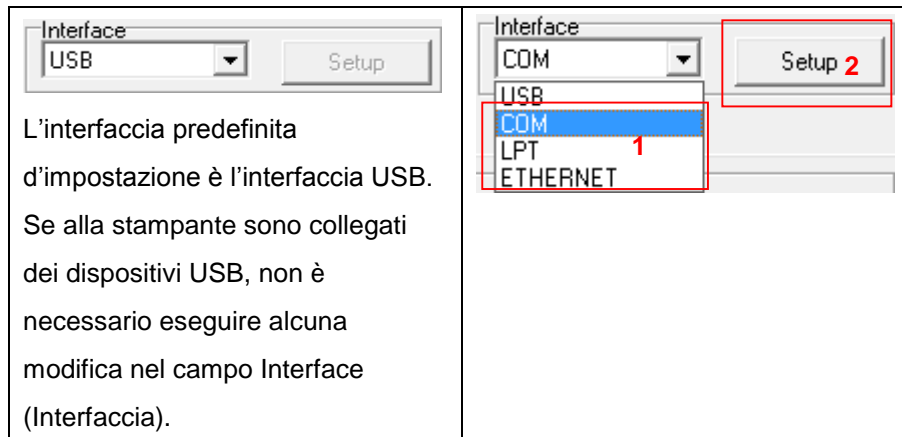 Interface
USB
Setup
L'interfaccia predefinita
d'impostazione è l'interfaccia USB.
Se alla stampante sono collegati
dei dispositivi USB, non è
necessario eseguire alcuna
modifica nel campo Interface
(Interfaccia).
Interface
COM
Setup 2
USB
COM
LPT 1
ETHERNET